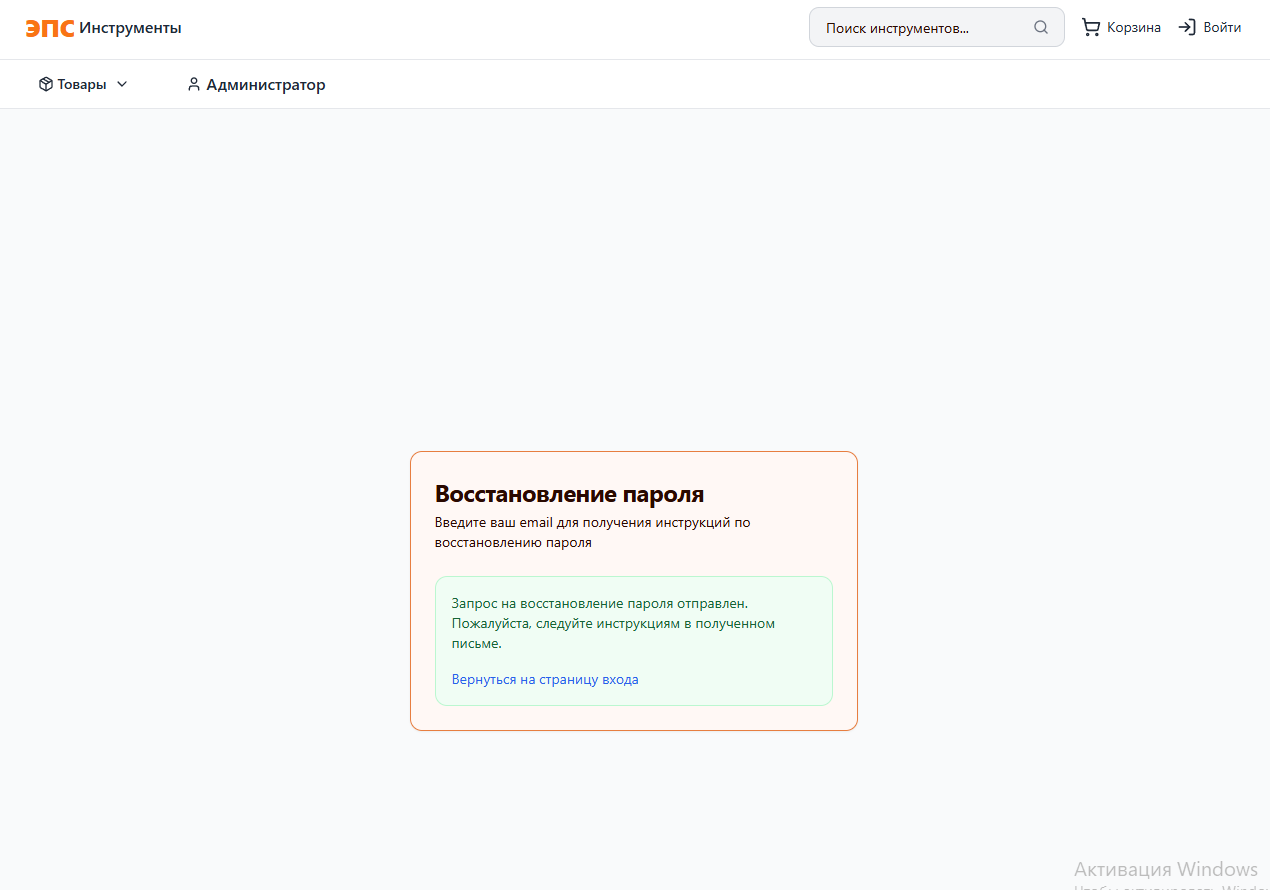 ЭПС Инструменты
Поиск инструментов...
Корзина
Войти
Товары
Администратор
Восстановление пароля
Введите ваш email для получения инструкций по
восстановлению пароля
Запрос на восстановление пароля отправлен.
Пожалуйста, следуйте инструкциям в полученном
письме.
Вернуться на страницу входа
Активация Windows